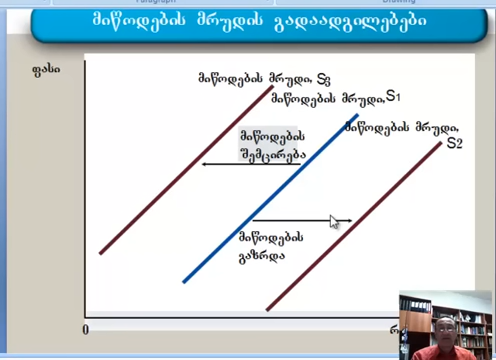 მიწოდების მრუდის გადაადგილებები
ფასი
მიწოდების მრუდი, S3
მიწოდების მრუდი,S1
მიწოდების მრუდი,
S2
მიწოდების
შემცირება
მიწოდების
გაზრდა
0